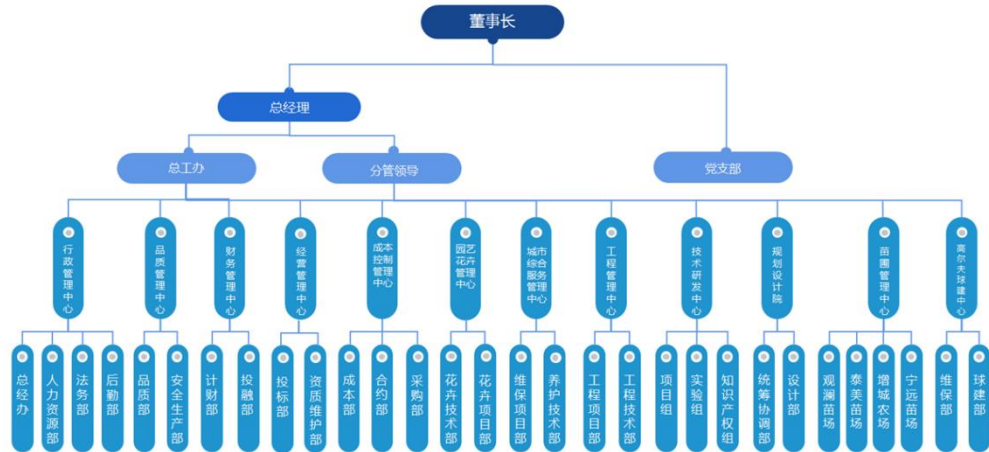 董事长
总经理
总工办
分管领导
党支部
行政管理中心
品质管理中心
财务管理中心
经营管理中心
成本控制管理中心
园艺花卉管理中心
城市综合服务管理中心
工程管理中心
技术研发中心
规划设计院
苗圃管理中心
高尔夫球建中心
总经办
人力资源部
法务部
后勤部
品质部
安全生产部
计财部
投融部
投标部
资质维护部
成本部
合约部
采购部
花卉技术部
花卉项目部
维保项目部
养护技术部
工程项目部
工程技术部
项目组
实验组
知识产权组
统筹协调部
设计部
观澜苗场
泰美苗场
增城农场
宁远苗场
维保部
球建部